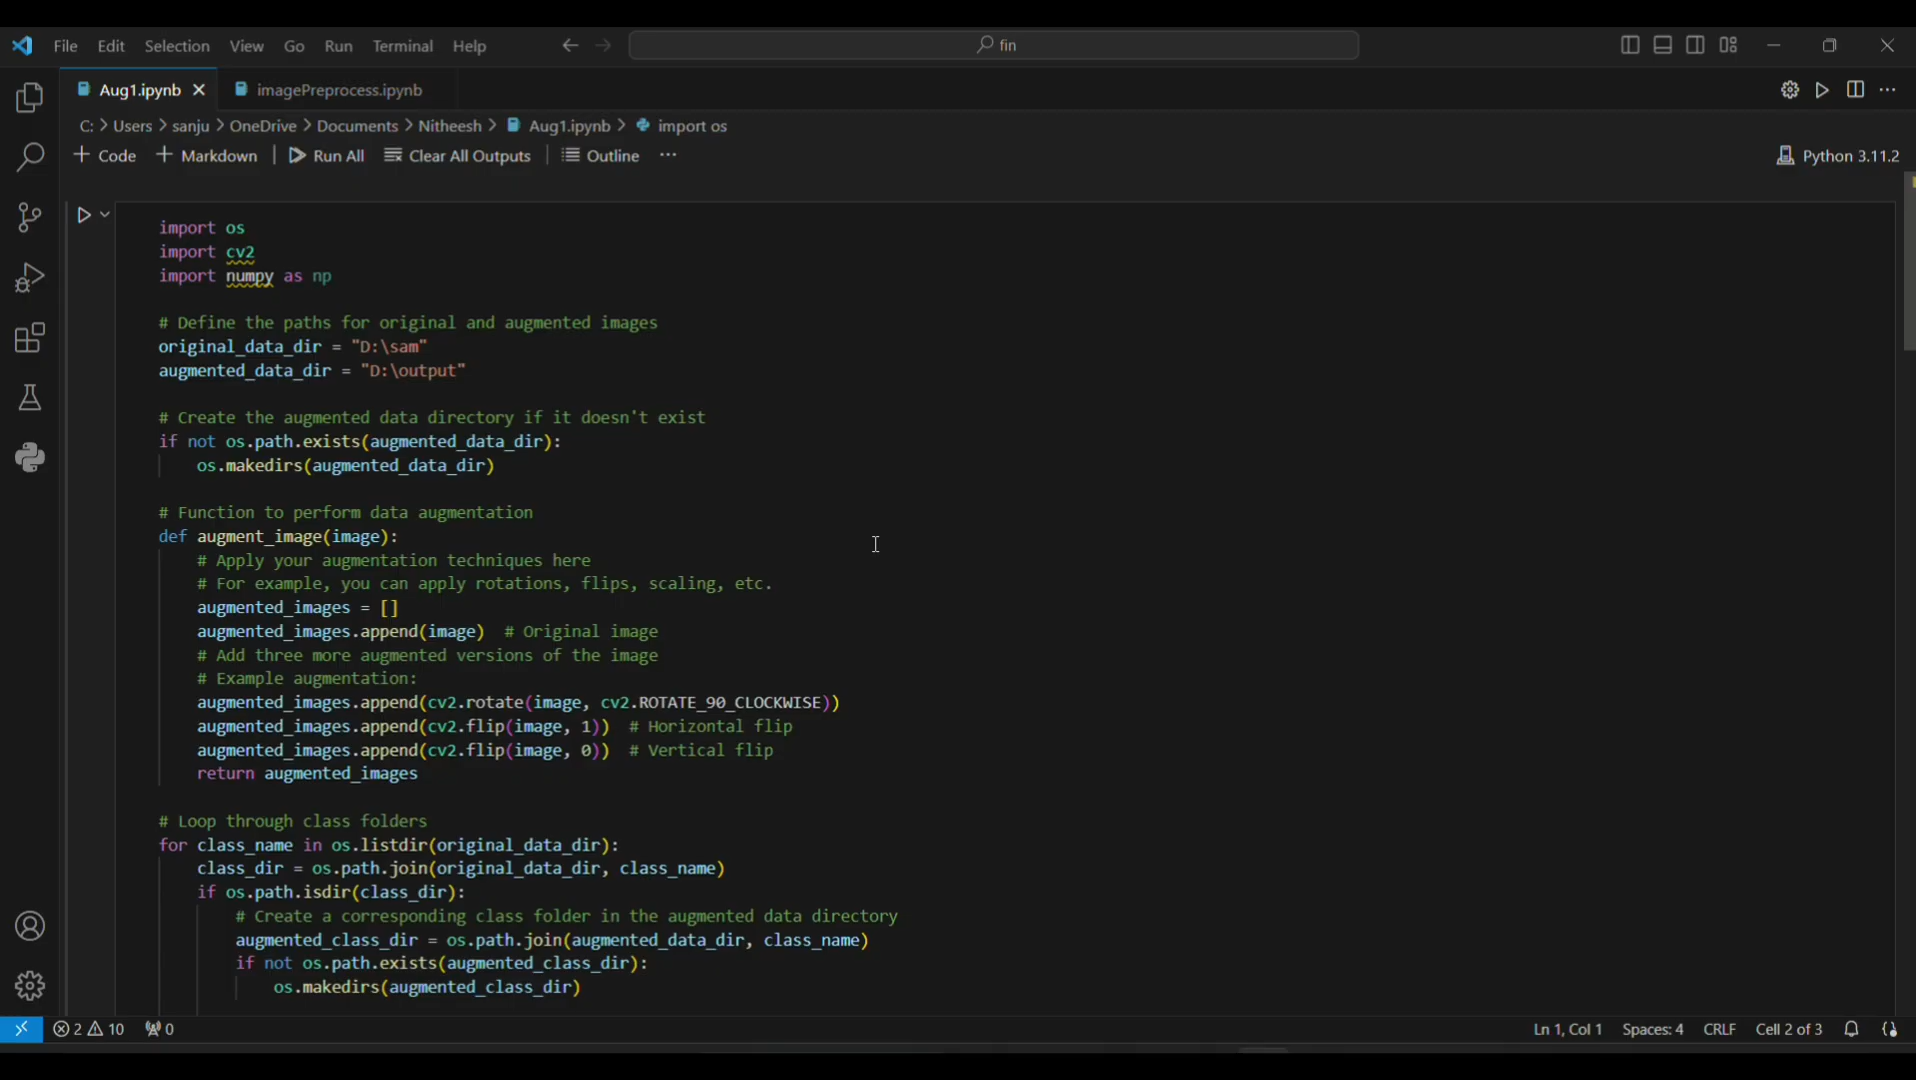 File Edit Selection View Go Run Terminal Help fin
Aug1.ipynb imagePreprocess.ipynb
C: > Users > sanju > OneDrive > Documents > Nitheesh > Aug1.ipynb > import os
+ Code + Markdown | Run All Clear All Outputs | Outline ... Python 3.11.2
import os
import cv2
import numpy as np
# Define the paths for original and augmented images
original_data_dir = "D:\sam"
augmented_data_dir = "D:\output"
# Create the augmented data directory if it doesn't exist
if not os.path.exists(augmented_data_dir):
    os.makedirs(augmented_data_dir)
# Function to perform data augmentation
def augment_image(image):
    # Apply your augmentation techniques here
    # For example, you can apply rotations, flips, scaling, etc.
    augmented_images = []
    augmented_images.append(image)  # Original image
    # Add three more augmented versions of the image
    # Example augmentation:
    augmented_images.append(cv2.rotate(image, cv2.ROTATE_90_CLOCKWISE))
    augmented_images.append(cv2.flip(image, 1))  # Horizontal flip
    augmented_images.append(cv2.flip(image, 0))  # Vertical flip
    return augmented_images
# Loop through class folders
for class_name in os.listdir(original_data_dir):
    class_dir = os.path.join(original_data_dir, class_name)
    if os.path.isdir(class_dir):
        # Create a corresponding class folder in the augmented data directory
        augmented_class_dir = os.path.join(augmented_data_dir, class_name)
        if not os.path.exists(augmented_class_dir):
            os.makedirs(augmented_class_dir)
2 10 0 Ln 1, Col 1 Spaces: 4 CRLF Cell 2 of 3